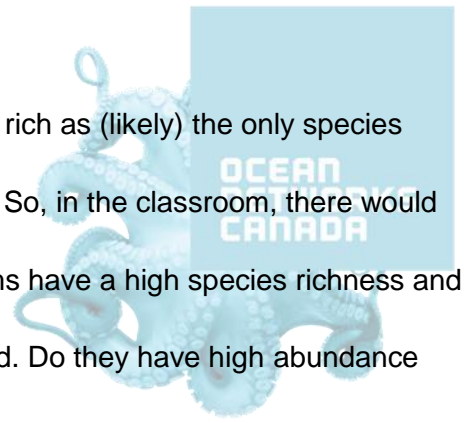 rich as (likely) the only species
OCEAN
So, in the classroom, there would
NETWORKS
CANADA
ns have a high species richness and
d. Do they have high abundance